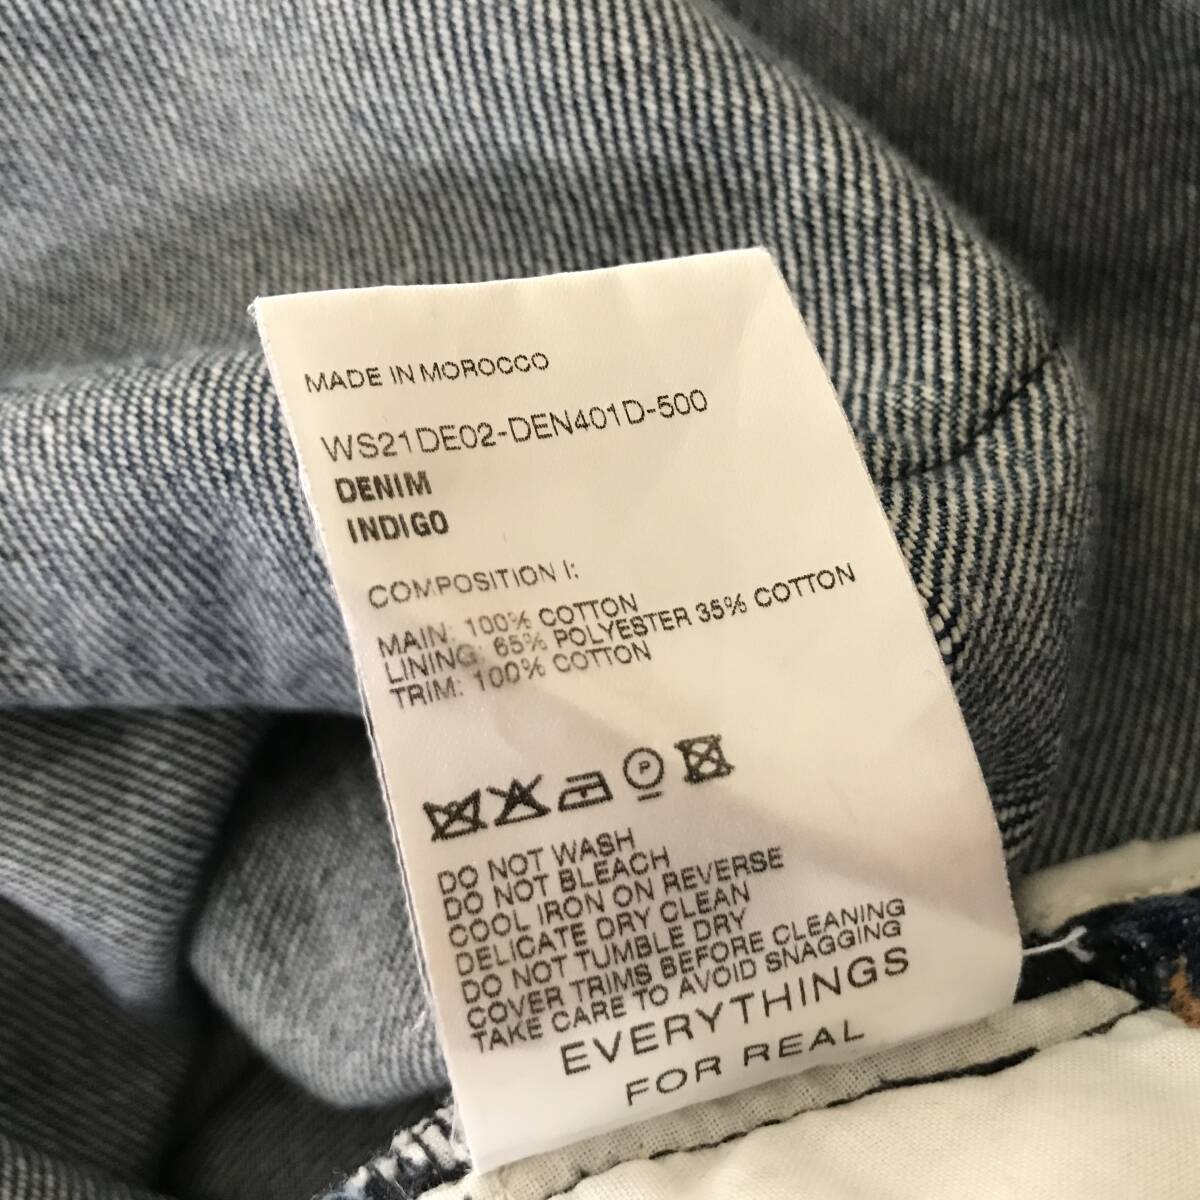 MADE IN MOROCCO
WS21DE02-DEN401D-500
DENIM
INDIGO
COMPOSITION I:
MAIN: 100% COTTON
LINING: 65% POLYESTER 35% COTTON
TRIM: 100% COTTON
P
DO NOT WASH
DO NOT BLEACH
COOL IRON ON REVERSE
DELICATE DRY CLEAN
DO NOT TUMBLE DRY
COVER TRIMS BEFORE CLEANING
TAKE CARE TO AVOID SNAGGING
EVERYTHINGS
FOR REAL